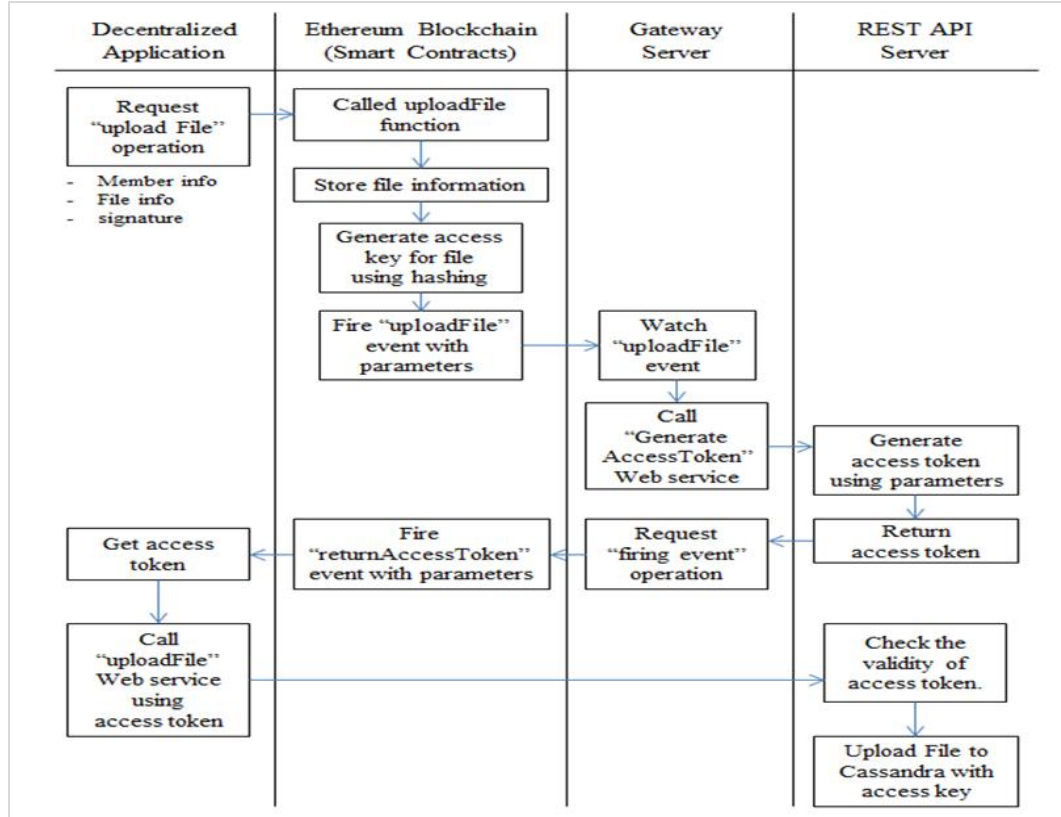 Decentralized
Application
Ethereum Blockchain
(Smart Contracts)
Gateway
Server
REST API
Server
Request
“upload File”
operation
- Member info
- File info
- signature
Called uploadFile
function
Store file information
Generate access
key for file
using hashing
Fire “uploadFile”
event with
parameters
Watch
“uploadFile”
event
Call
“Generate
AccessToken”
Web service
Generate
access token
using parameters
Return
access token
Request
“firing event”
operation
Fire
“returnAccessToken”
event with parameters
Get access
token
Call
“uploadFile”
Web service
using
access token
Check the
validity of
access token.
Upload File to
Cassandra with
access key